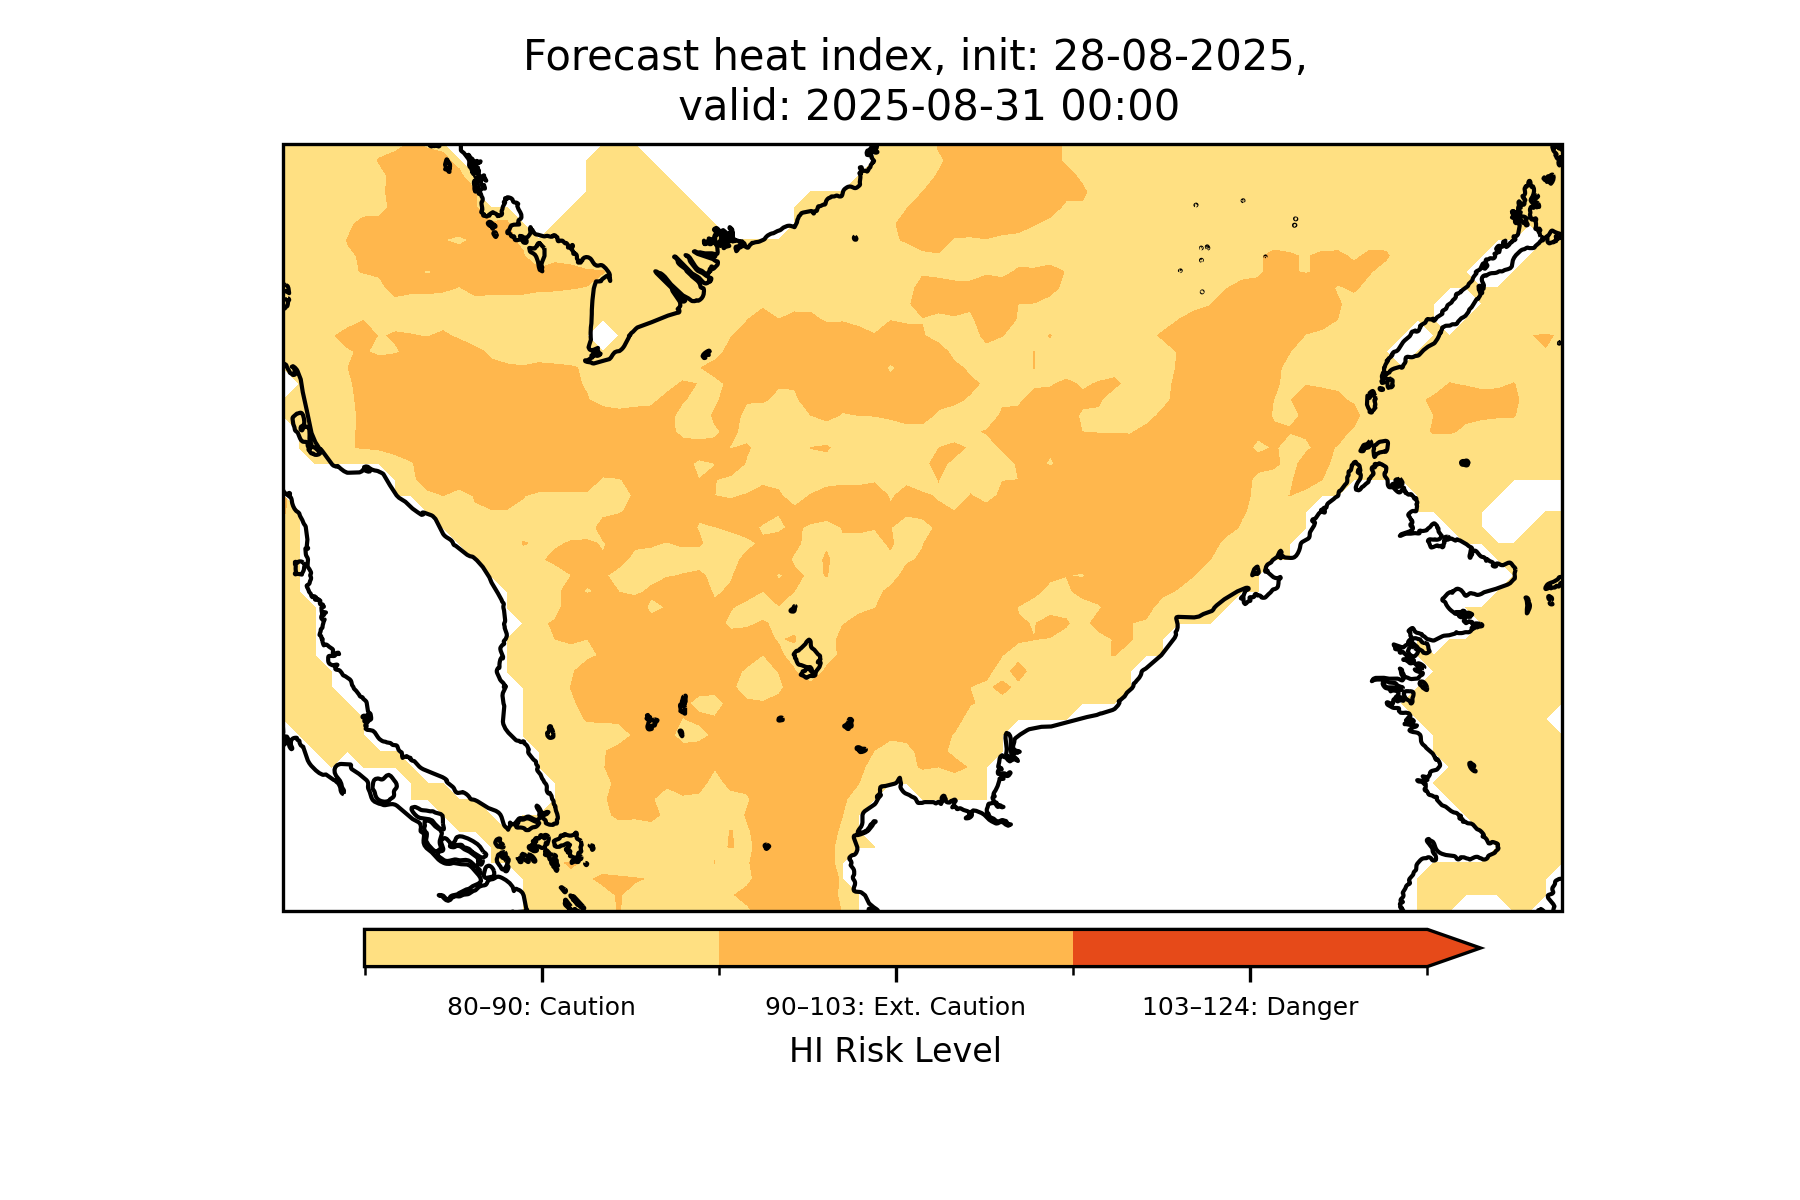 Forecast heat index, init: 28-08-2025,
valid: 2025-08-31 00:00
80–90: Caution
90–103: Ext. Caution
103–124: Danger
HI Risk Level